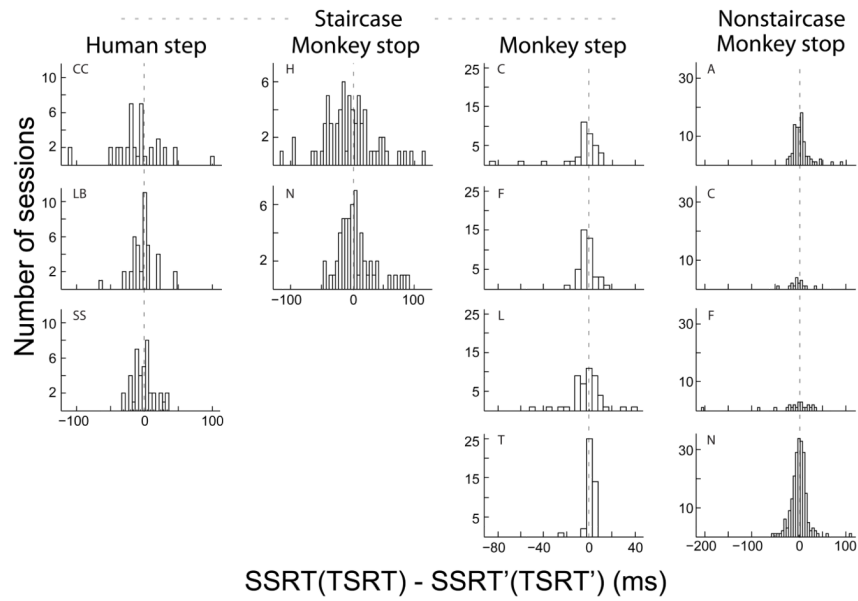 Staircase
Nonstaircase
Human step
Monkey stop
Monkey step
Monkey stop
Number of sessions
CC
10
6
2
H
6
4
2
C
25
15
5
A
30
10
LB
10
6
2
N
6
4
2
F
25
15
5
C
30
10
SS
10
6
2
−100 0 100
−100 0 100
L
25
15
5
F
30
10
T
25
15
5
−80 −40 0 40
N
30
10
−200 −100 0 100
SSRT(TSRT) - SSRT'(TSRT') (ms)